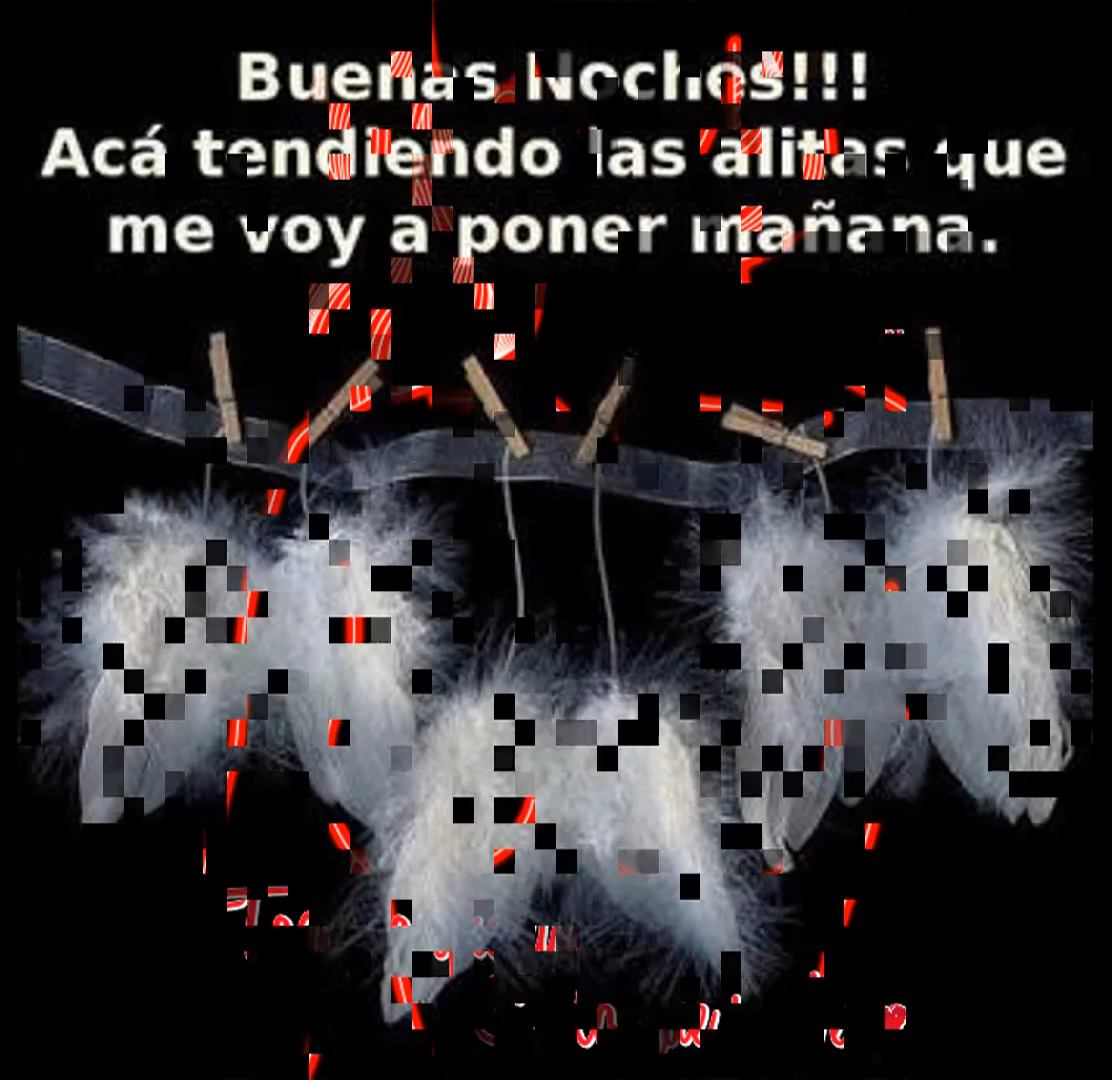 Buenas Noches!!!
Acá tendiendo las alitas que
me voy a poner mañana.